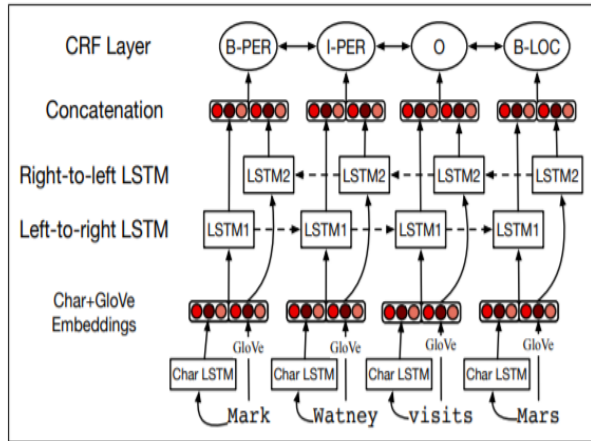 CRF Layer B-PER I-PER O B-LOC
Concatenation
Right-to-left LSTM LSTM2 LSTM2 LSTM2 LSTM2
Left-to-right LSTM LSTM1 LSTM1 LSTM1 LSTM1
Char+GloVe
Embeddings
GloVe GloVe GloVe GloVe
Char LSTM Char LSTM Char LSTM Char LSTM
Mark Watney visits Mars